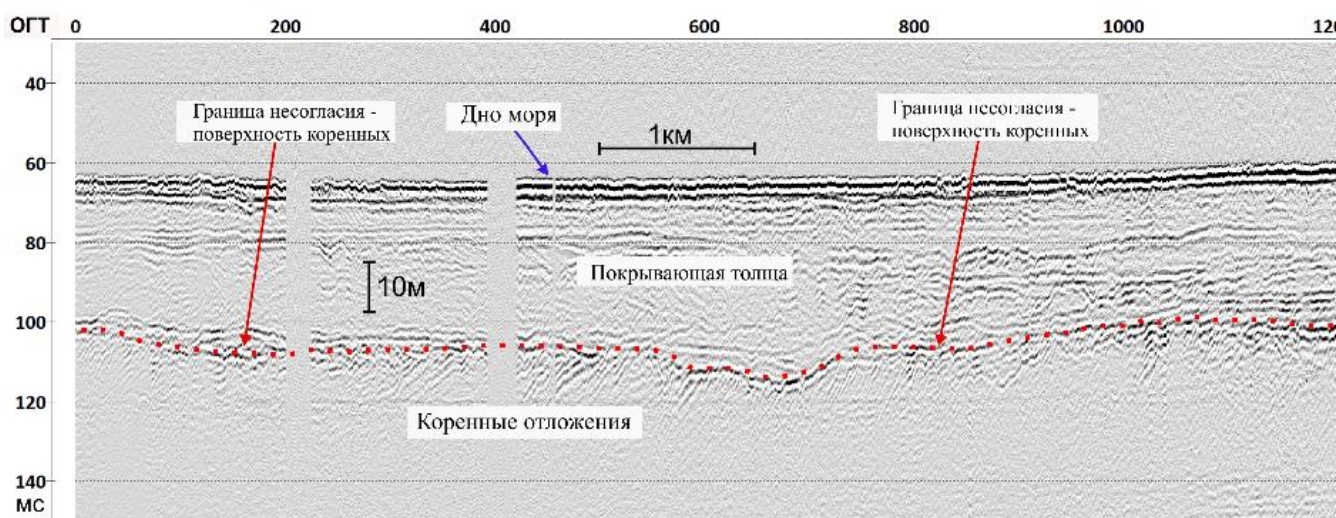 ОГТ 0 200 400 600 800 1000 120
40
Граница несогласия -
поверхность коренных
Дно моря
Граница несогласия -
поверхность коренных
1км
60
80
Покрывающая толща
10м
100
120
Коренные отложения
140
мс